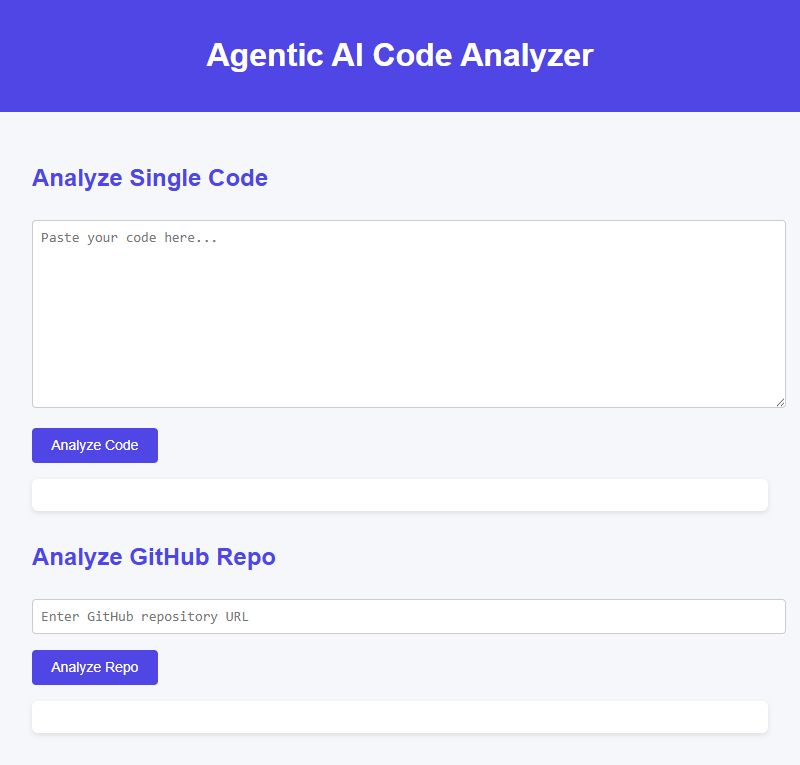 Agentic AI Code Analyzer
Analyze Single Code
Paste your code here...
Analyze Code
Analyze GitHub Repo
Enter GitHub repository URL
Analyze Repo